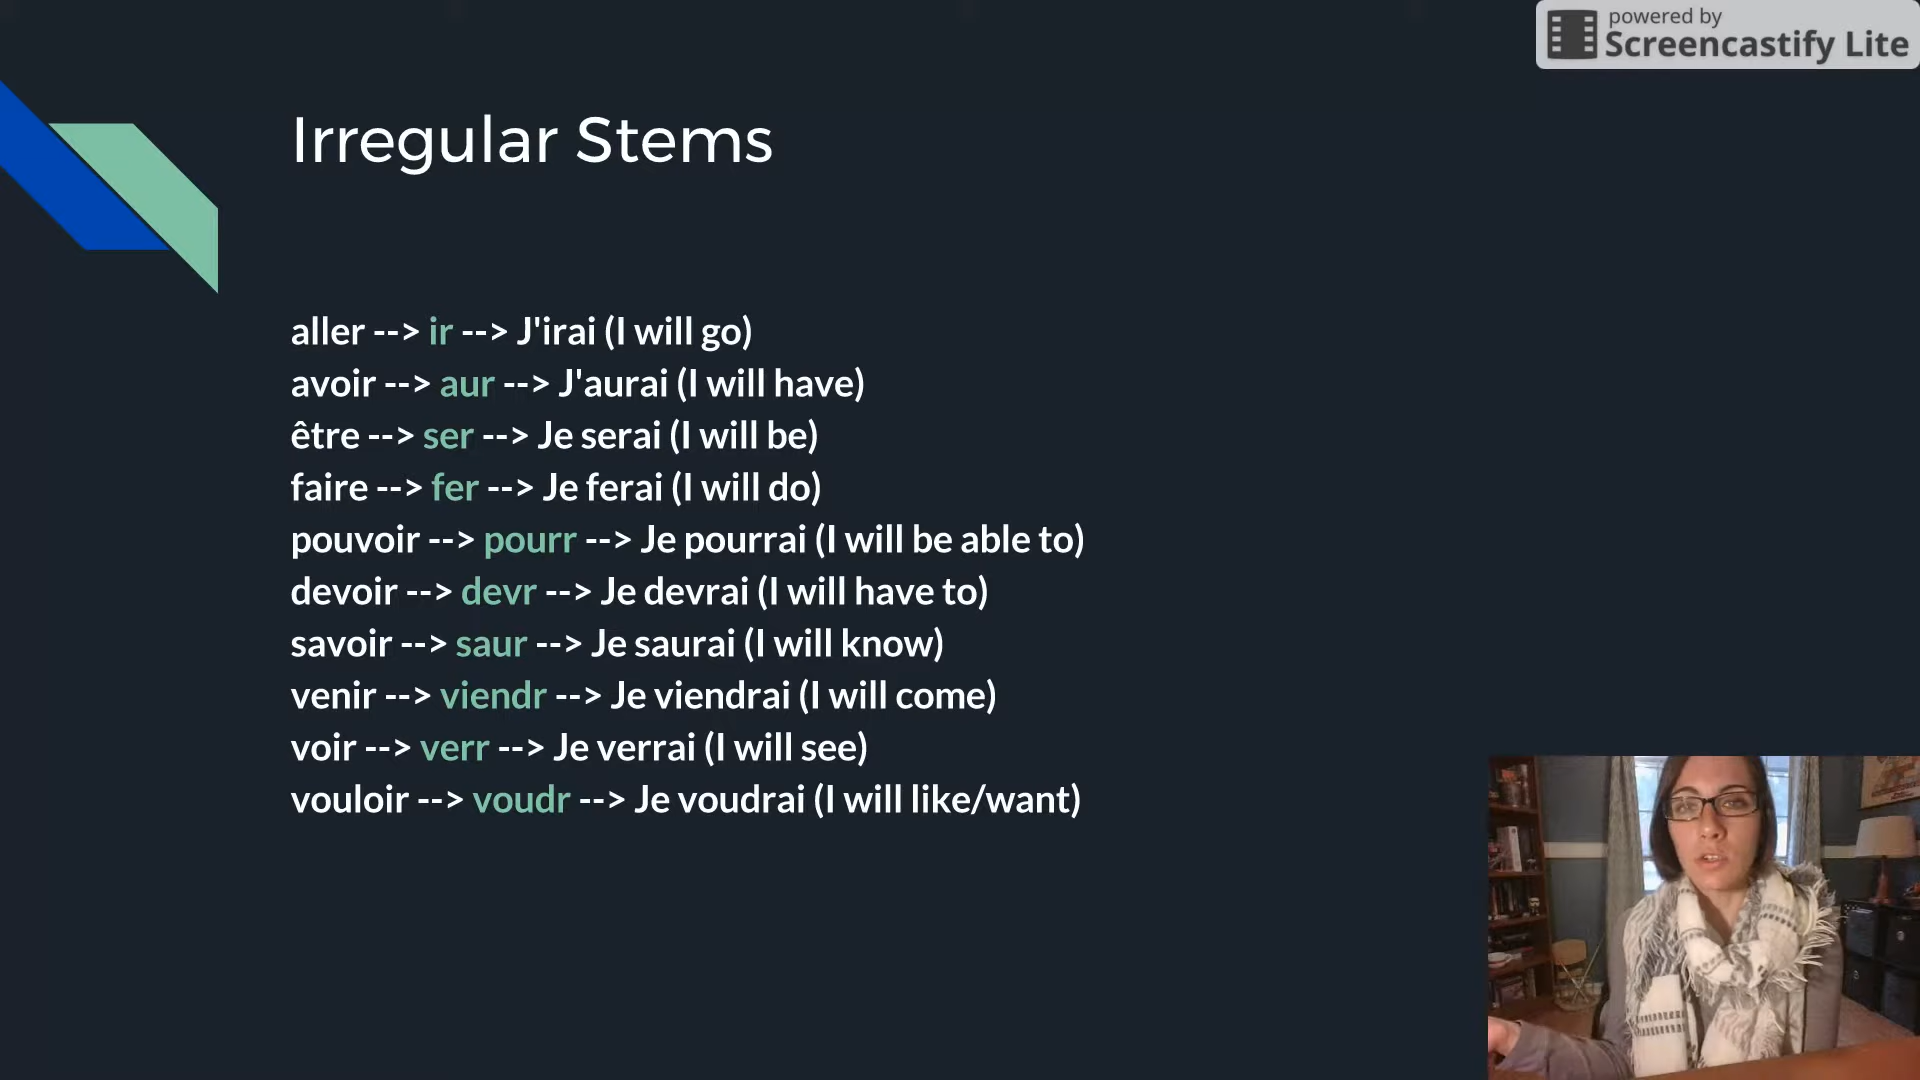 powered by
Screencastify Lite
Irregular Stems
aller --> ir --> J'irai (I will go)
avoir --> aur --> J'aurai (I will have)
être --> ser --> Je serai (I will be)
faire --> fer --> Je ferai (I will do)
pouvoir --> pourr --> Je pourrai (I will be able to)
devoir --> devr --> Je devrai (I will have to)
savoir --> saur --> Je saurai (I will know)
venir --> viendr --> Je viendrai (I will come)
voir --> verr --> Je verrai (I will see)
vouloir --> voudr --> Je voudrai (I will like/want)